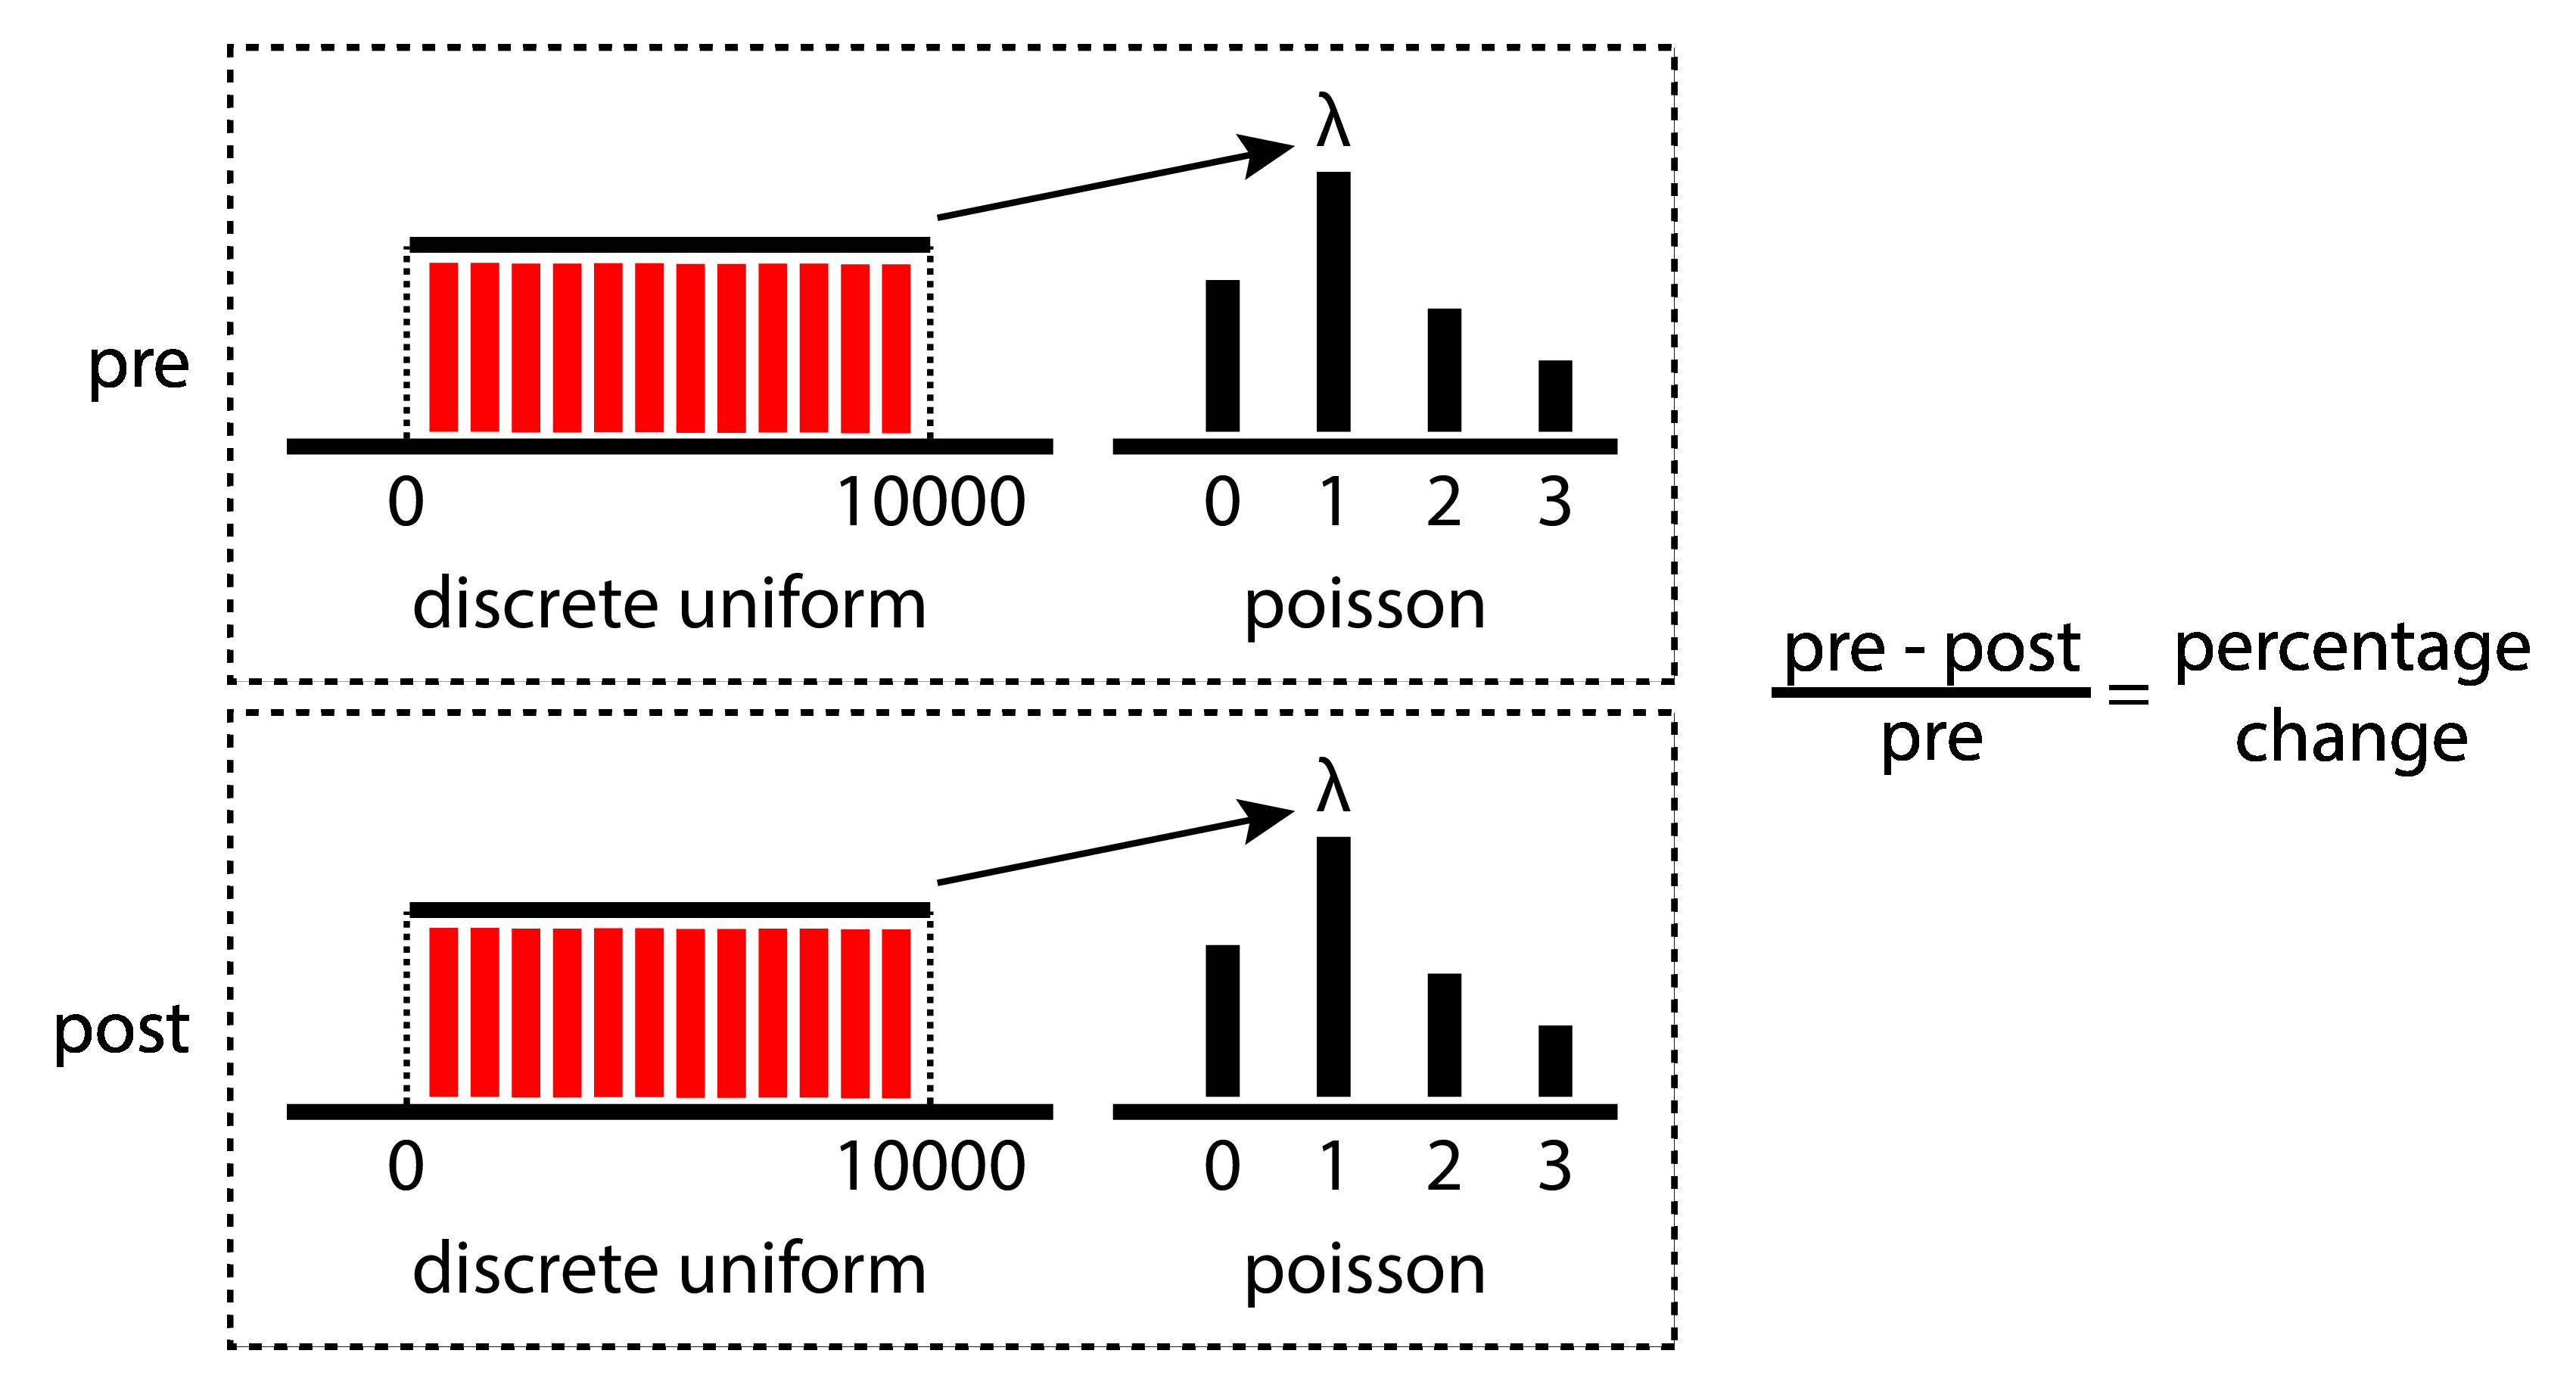 pre
λ
0 10000
0 1 2 3
discrete uniform
poisson
post
λ
0 10000
0 1 2 3
discrete uniform
poisson
pre - post
pre
=
percentage
change